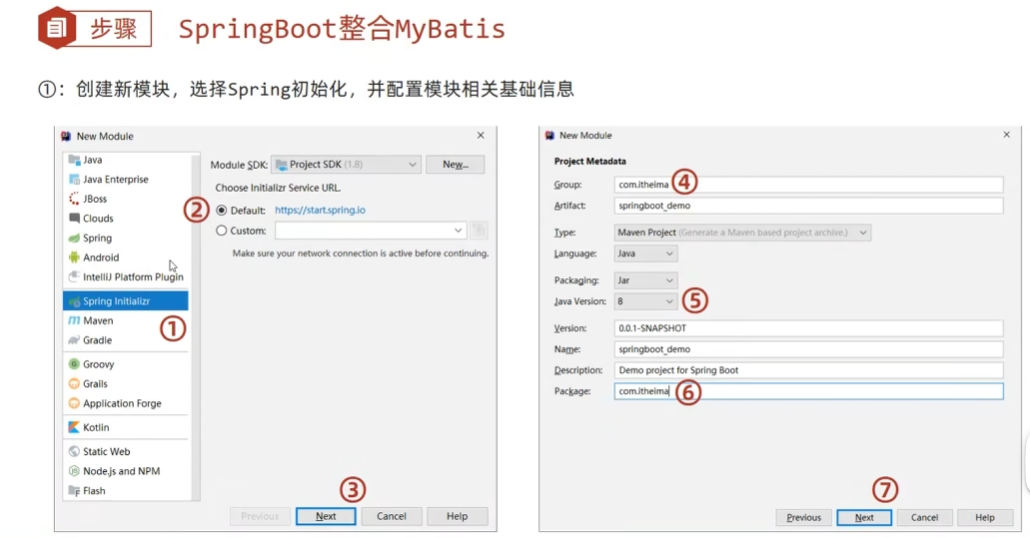 步骤 SpringBoot整合MyBatis
①：创建新模块，选择Spring初始化，并配置模块相关基础信息
New Module
Java
Java Enterprise
JBoss
Clouds
Spring
Android
IntelliJ Platform Plugin
Spring Initializr
①
Maven
Gradle
Groovy
Grails
Application Forge
Kotlin
Static Web
Node.js and NPM
Flash
Module SDK: Project SDK (1.8) New...
Choose Initializr Service URL.
② Default: https://start.spring.io
Custom:
Make sure your network connection is active before continuing.
③
Previous Next Cancel Help
New Module
Project Metadata
Group: com.itheima ④
Artifact: springboot_demo
Type: Maven Project (Generate a Maven based project archive.)
Language: Java
Packaging: Jar
Java Version: 8 ⑤
Version: 0.0.1-SNAPSHOT
Name: springboot_demo
Description: Demo project for Spring Boot
Package: com.itheima ⑥
⑦
Previous Next Cancel Help